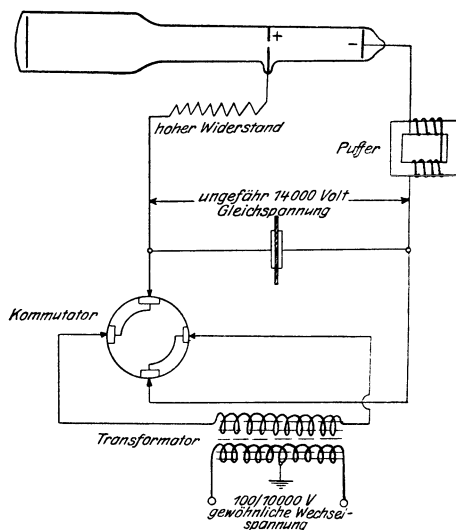 +
−
hoher Widerstand
Puffer
ungefähr 14000 Volt
Gleichspannung
Kommutator
Transformator
100/10000 V
gewöhnliche Wechsel-
spannung